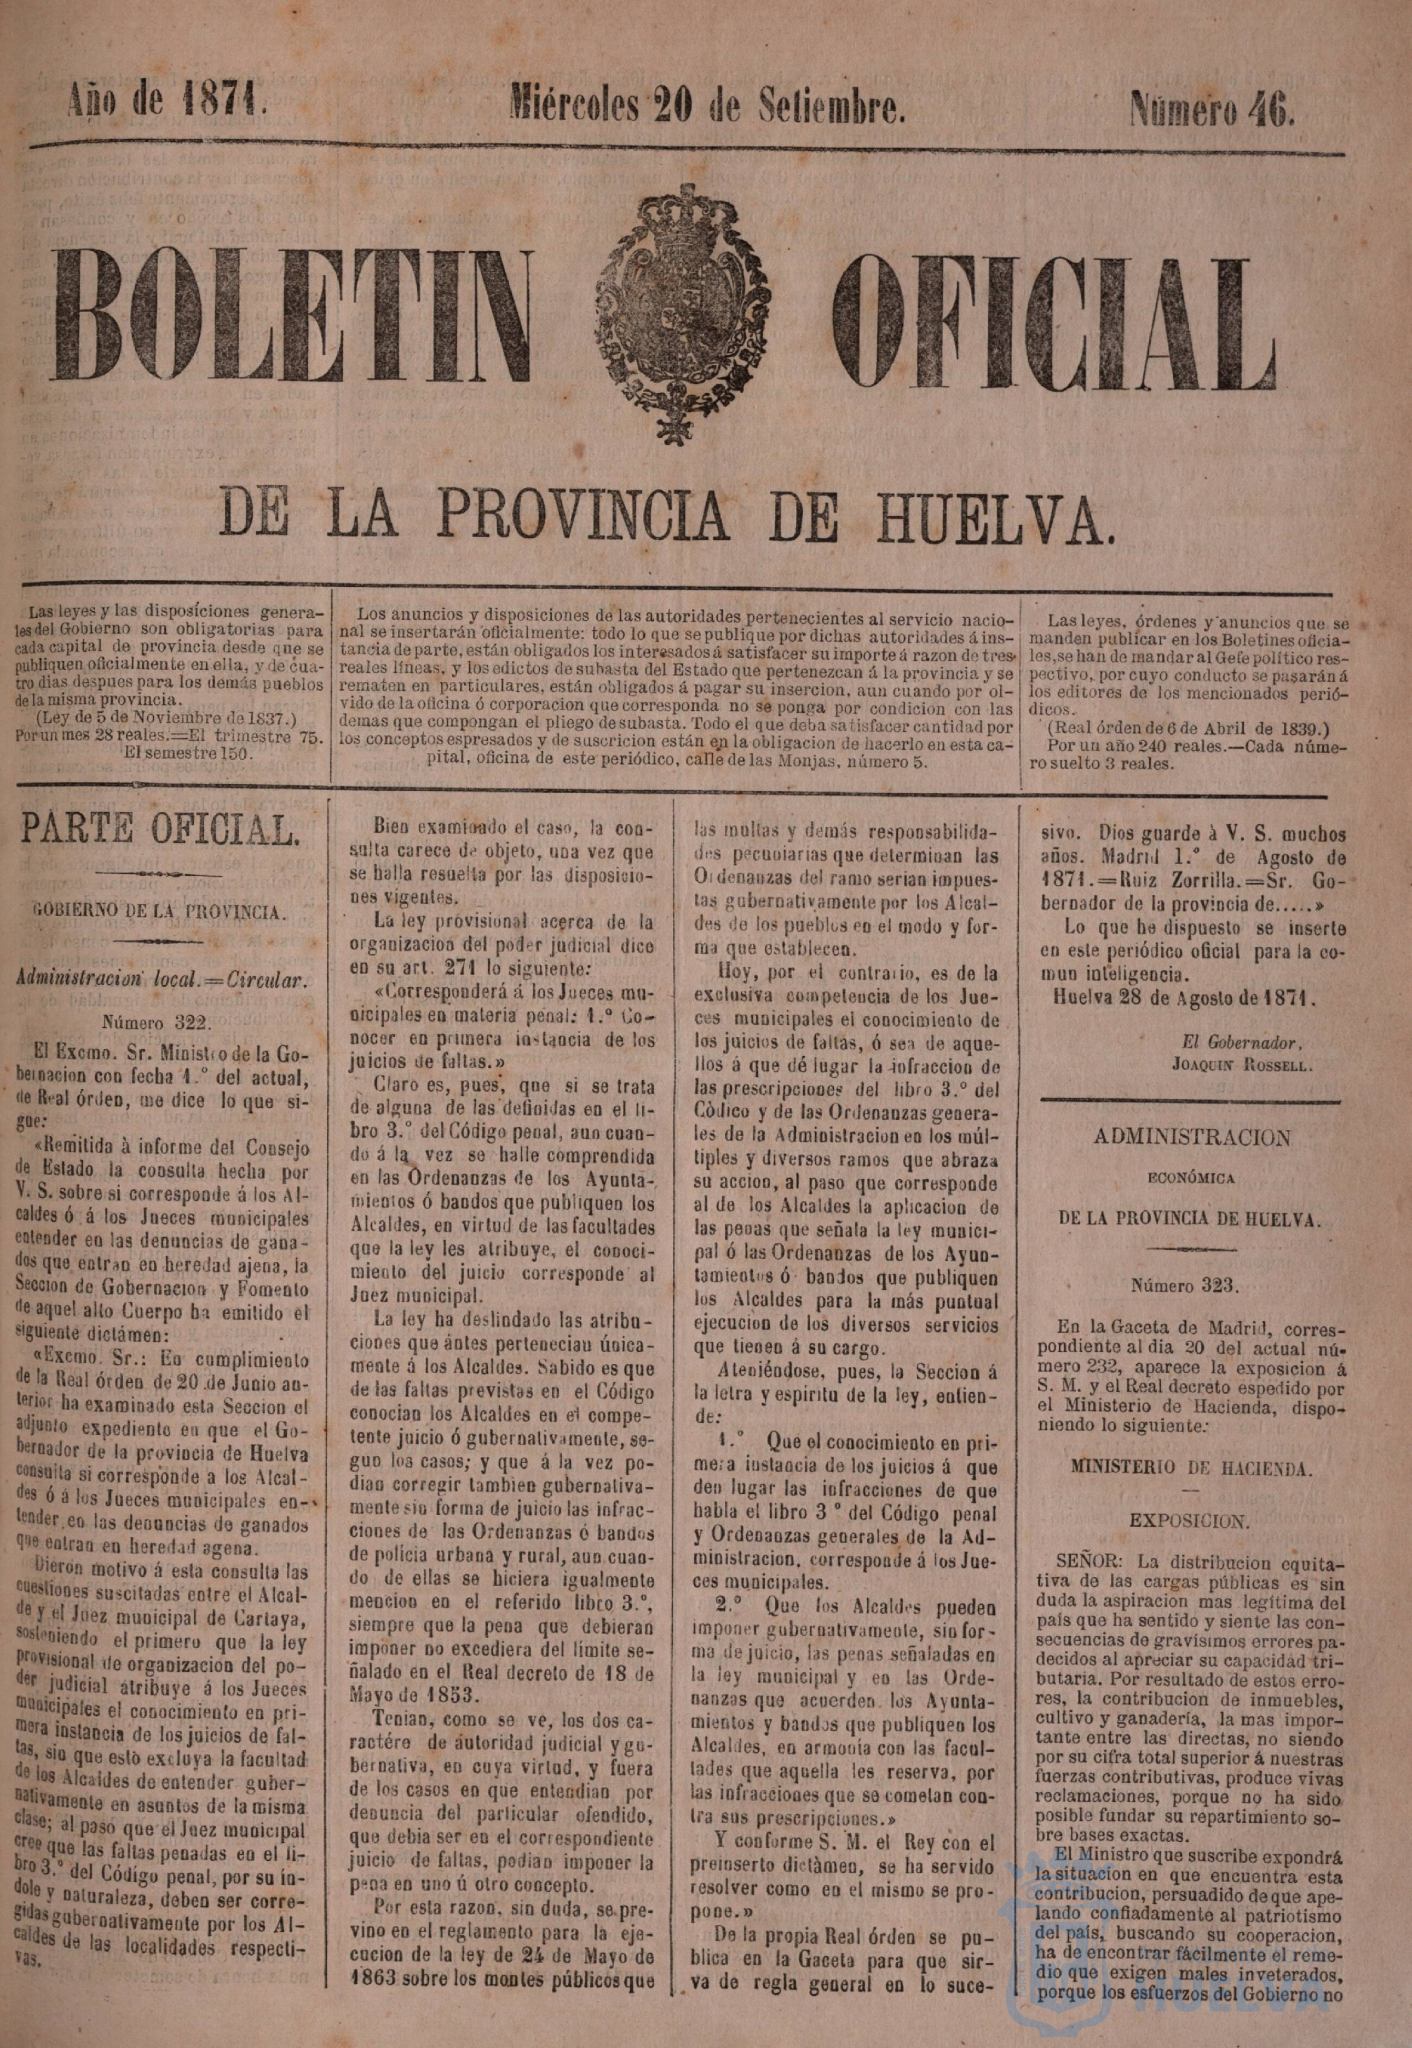 Año de 1871.
Miércoles 20 de Setiembre.
Número 46.
BOLETIN OFICIAL
DE LA PROVINCIA DE HUELVA.
Las leyes y las disposiciones genera-
les del Gobierno son obligatorias para
cada capital de provincia desde que se
publiquen oficialmente en ella, y de cua-
tro dias despues para los demás pueblos
de la misma provincia.
(Ley de 5 de Noviembre de 1837.)
Por un mes 28 reales.=El trimestre 75.
El semestre 150.
Los anuncios y disposiciones de las autoridades pertenecientes al servicio nacio-
nal se insertarán oficialmente: todo lo que se publique por dichas autoridades á ins-
tancia de parte, están obligados los interesados á satisfacer su importe á razon de tres
reales líneas, y los edictos de subasta del Estado que pertenezcan á la provincia y se
rematen en particulares, están obligados á pagar su insercion, aun cuando por ol-
vido de la oficina ó corporacion que corresponda no se ponga por condicion con las
demas que compongan el pliego de subasta. Todo el que deba satisfacer cantidad por
los conceptos espresados y de suscricion están en la obligacion de hacerlo en esta ca-
pital, oficina de este periódico, calle de las Monjas, número 5.
Las leyes, órdenes y anuncios que se
manden publicar en los Boletines oficia-
les, se han de mandar al Gefe político res-
pectivo, por cuyo conducto se pasarán á
los editores de los mencionados perió-
dicos.
(Real órden de 6 de Abril de 1839.)
Por un año 240 reales.—Cada núme-
ro suelto 3 reales.
PARTE OFICIAL.
GOBIERNO DE LA PROVINCIA.
Administracion local.=Circular.
Número 322.
El Excmo. Sr. Ministro de la Go-
bernacion con fecha 1.º del actual,
de Real órden, me dice lo que si-
gue:
«Remitida à informe del Consejo
de Estado la consulta hecha por
V. S. sobre si corresponde á los Al-
caldes ó á los Jueces municipales
entender en las denuncias de gana-
dos que entran en heredad ajena, la
Seccion de Gobernacion y Fomento
de aquel alto Cuerpo ha emitido el
siguiente dictámen:
«Excmo. Sr.: En cumplimiento
de la Real órden de 20 de Junio an-
terior ha examinado esta Seccion el
adjunto expediente en que el Go-
bernador de la provincia de Huelva
consulta si corresponde a los Alcal-
des ó á los Jueces municipales en-
tender en las denuncias de ganados
que entran en heredad agena.
Dieron motivo á esta consulta las
cuestiones suscitadas entre el Alcal-
de y el Juez municipal de Cartaya,
sosteniendo el primero que la ley
provisional de organizacion del po-
der judicial atribuye á los Jueces
municipales el conocimiento en pri-
mera instancia de los juicios de fal-
tas, sin que esto excluya la facultad
de los Alcaldes de entender guber-
nativamente en asuntos de la misma
clase; al paso que el Juez municipal
cree que las faltas penadas en el li-
bro 3.º del Código penal, por su ín-
dole y naturaleza, deben ser corre-
gidas gubernativamente por los Al-
caldes de las localidades respecti-
vas.
Bien examinado el caso, la con-
sulta carece de objeto, una vez que
se halla resuelta por las disposicio-
nes vigentes.
La ley provisional acerca de la
organizacion del poder judicial dice
en su art. 271 lo siguiente:
«Corresponderá á los Jueces mu-
nicipales en materia penal: 1.º Co-
nocer en primera instancia de los
juicios de faltas.»
Claro es, pues, que si se trata
de alguna de las definidas en el li-
bro 3.º del Código penal, aun cuan-
do á la vez se halle comprendida
en las Ordenanzas de los Ayunta-
mientos ó bandos que publiquen los
Alcaldes, en virtud de las facultades
que la ley les atribuye, el conoci-
miento del juicio corresponde al
Juez municipal.
La ley ha deslindado las atribu-
ciones que ántes pertenecian única-
mente á los Alcaldes. Sabido es que
de las faltas previstas en el Código
conocian los Alcaldes en el compe-
tente juicio ó gubernativamente, se-
gun los casos; y que á la vez po-
dian corregir tambien gubernativa-
mente sin forma de juicio las infrac-
ciones de las Ordenanzas ó bandos
de policia urbana y rural, aun cuan-
do de ellas se hiciera igualmente
mencion en el referido libro 3.º,
siempre que la pena que debieran
imponer no excediera del límite se-
ñalado en el Real decreto de 18 de
Mayo de 1853.
Tenian, como se ve, los dos ca-
ractére de autoridad judicial y gu-
bernativa, en cuya virtud, y fuera
de los casos en que entendian por
denuncia del particular ofendido,
que debia ser en el correspondiente
juicio de faltas, podian imponer la
pena en uno ú otro concepto.
Por esta razon, sin duda, se pre-
vino en el reglamento para la eje-
cucion de la ley de 24 de Mayo de
1863 sobre los montes públicos que
las multas y demás responsabilida-
des pecuniarias que determinan las
Ordenanzas del ramo serian impues-
tas gubernativamente por los Alcal-
des de los pueblos en el modo y for-
ma que establecen.
Hoy, por el contrario, es de la
exclusiva competencia de los Jue-
ces municipales el conocimiento de
los juicios de faltas, ó sea de aque-
llos á que dé lugar la infraccion de
las prescripciones del libro 3.º del
Còdico y de las Ordenanzas genera-
les de la Administracion en los múl-
tiples y diversos ramos que abraza
su accion, al paso que corresponde
al de los Alcaldes la aplicacion de
las penas que señala la ley munici-
pal ó las Ordenanzas de los Ayun-
tamientos ó bandos que publiquen
los Alcaldes para la más puntual
ejecucion de los diversos servicios
que tienen á su cargo.
Ateniéndose, pues, la Seccion á
la letra y espiritu de la ley, entien-
de:
1.º Que el conocimiento en pri-
mera instancia de los juicios á que
den lugar las infracciones de que
habla el libro 3º del Código penal
y Ordenanzas generales de la Ad-
ministracion, corresponde á los Jue-
ces municipales.
2.º Que los Alcaldes pueden
imponer gubernativamente, sin for-
ma de juicio, las penas señaladas en
la ley municipal y en las Orde-
nanzas que acuerden los Ayunta-
mientos y bandos que publiquen los
Alcaldes, en armonía con las facul-
tades que aquella les reserva, por
las infracciones que se cometan con-
tra sus prescripciones.»
Y conforme S. M. el Rey con el
preinserto dictàmen, se ha servido
resolver como en el mismo se pro-
pone.»
De la propia Real órden se pu-
blica en la Gaceta para que sir-
va de regla general en lo suce-
sivo. Dios guarde à V. S. muchos
años. Madrid 1.º de Agosto de
1871.=Ruiz Zorrilla.=Sr. Go-
bernador de la provincia de.....»
Lo que he dispuesto se inserte
en este periódico oficial para la co-
mun inteligencia.
Huelva 28 de Agosto de 1871.
El Gobernador,
JOAQUIN ROSSELL.
ADMINISTRACION
ECONÓMICA
DE LA PROVINCIA DE HUELVA.
Número 323.
En la Gaceta de Madrid, corres-
pondiente al dia 20 del actual nú-
mero 232, aparece la exposicion á
S. M. y el Real decreto espedido por
el Ministerio de Hacienda, dispo-
niendo lo siguiente:
MINISTERIO DE HACIENDA.
EXPOSICION.
SEÑOR: La distribucion equita-
tiva de las cargas públicas es sin
duda la aspiracion mas legítima del
país que ha sentido y siente las con-
secuencias de gravísimos errores pa-
decidos al apreciar su capacidad tri-
butaria. Por resultado de estos erro-
res, la contribucion de inmuebles,
cultivo y ganadería, la mas impor-
tante entre las directas, no siendo
por su cifra total superior á nuestras
fuerzas contributivas, produce vivas
reclamaciones, porque no ha sido
posible fundar su repartimiento so-
bre bases exactas.
El Ministro que suscribe expondrá
la situacion en que encuentra esta
contribucion, persuadido de que ape-
lando confiadamente al patriotismo
del país, buscando su cooperacion,
ha de encontrar fácilmente el reme-
dio que exigen males inveterados,
porque los esfuerzos del Gobierno no
HUELVA